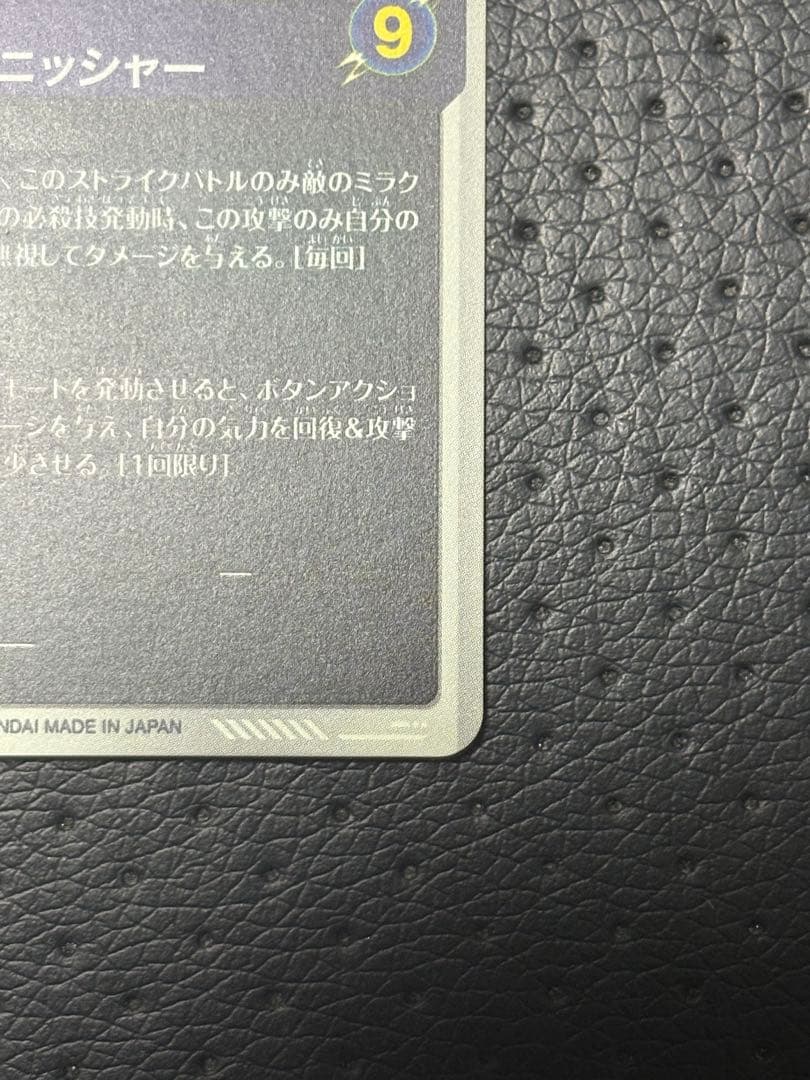 9
ニッシャー
、このストライクバトルのみ敵のミラク
の必殺技発動時、この攻撃のみ自分の
視してダメージを与える。[毎回]
モードを発動させると、ボタンアクショ
ージを与え、自分の気力を回復&攻撃
少させる。[1回限り]
NDAI MADE IN JAPAN